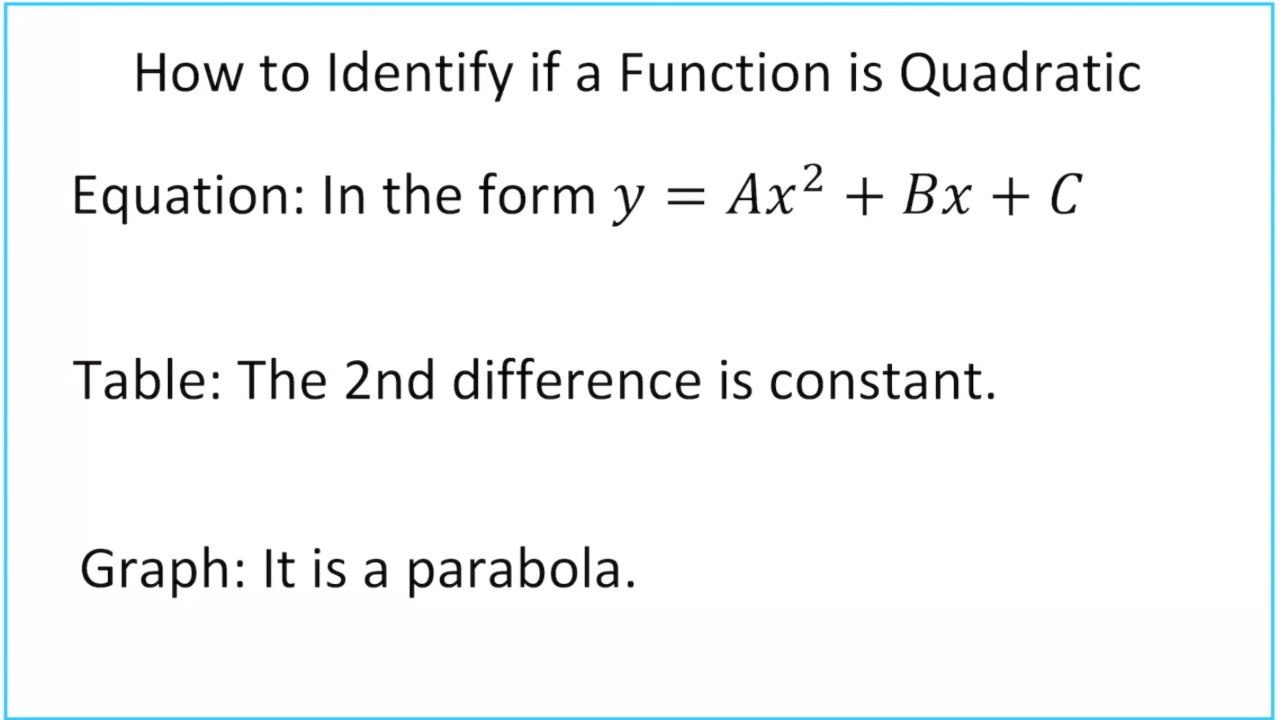 How to Identify if a Function is Quadratic
Equation: In the form y = Ax² + Bx + C
Table: The 2nd difference is constant.
Graph: It is a parabola.